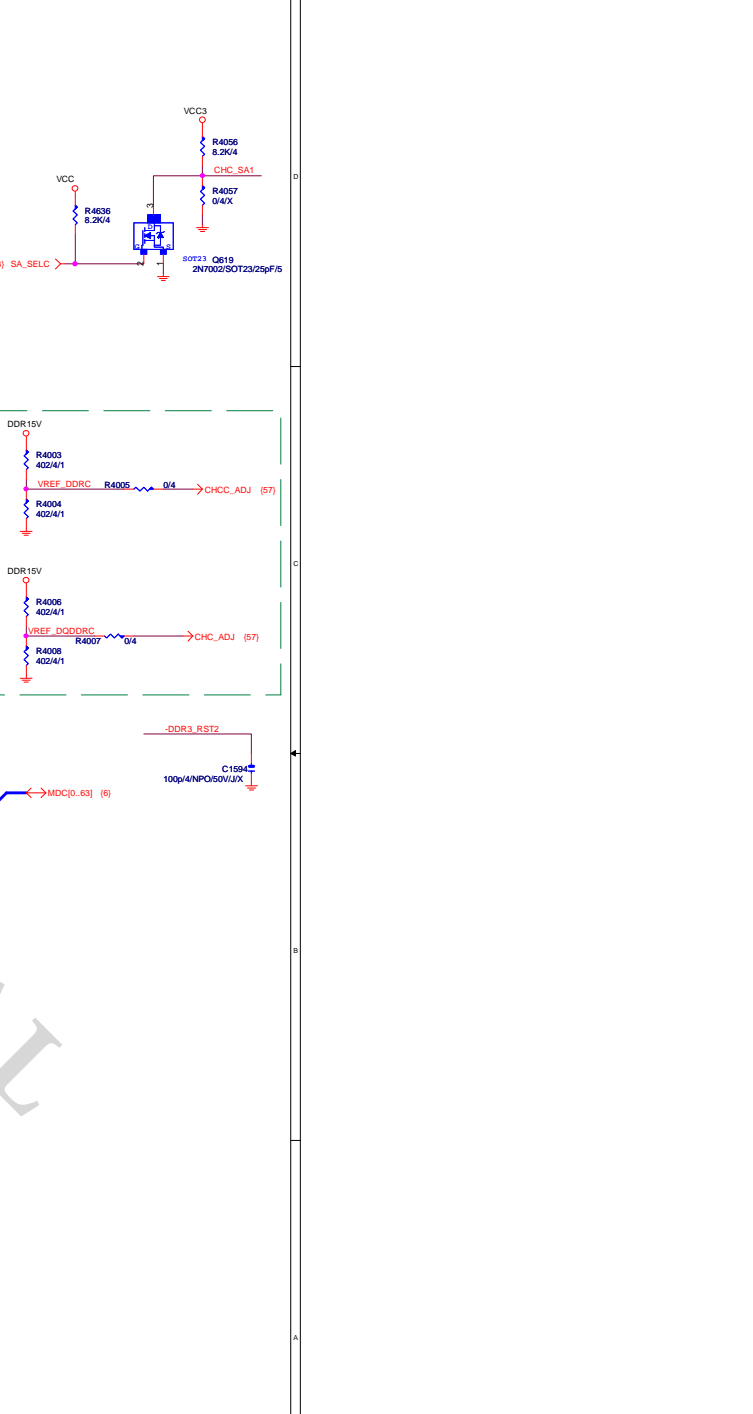 VCC3
R4056
8.2K/4
CHC_SA1
D
VCC
R4057
0/4/X
R4636
8.2K/4
3
D
G
S
SOT23
Q619
2N7002/SOT23/25pF/5
SA_SELC
2
1
DDR15V
R4003
402/4/1
VREF_DDRC
R4005
0/4
CHCC_ADJ {57}
R4004
402/4/1
C
DDR15V
R4006
402/4/1
VREF_DQDDRC
R4007
0/4
CHC_ADJ {57}
R4008
402/4/1
-DDR3_RST2
C1594
100p/4/NPO/50V/J/X
MDC[0..63] {6}
B
L
A